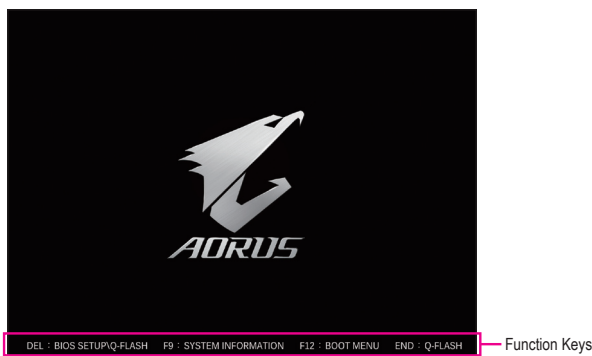 AORUS
DEL : BIOS SETUP\Q-FLASH F9 : SYSTEM INFORMATION F12 : BOOT MENU END : Q-FLASH
Function Keys